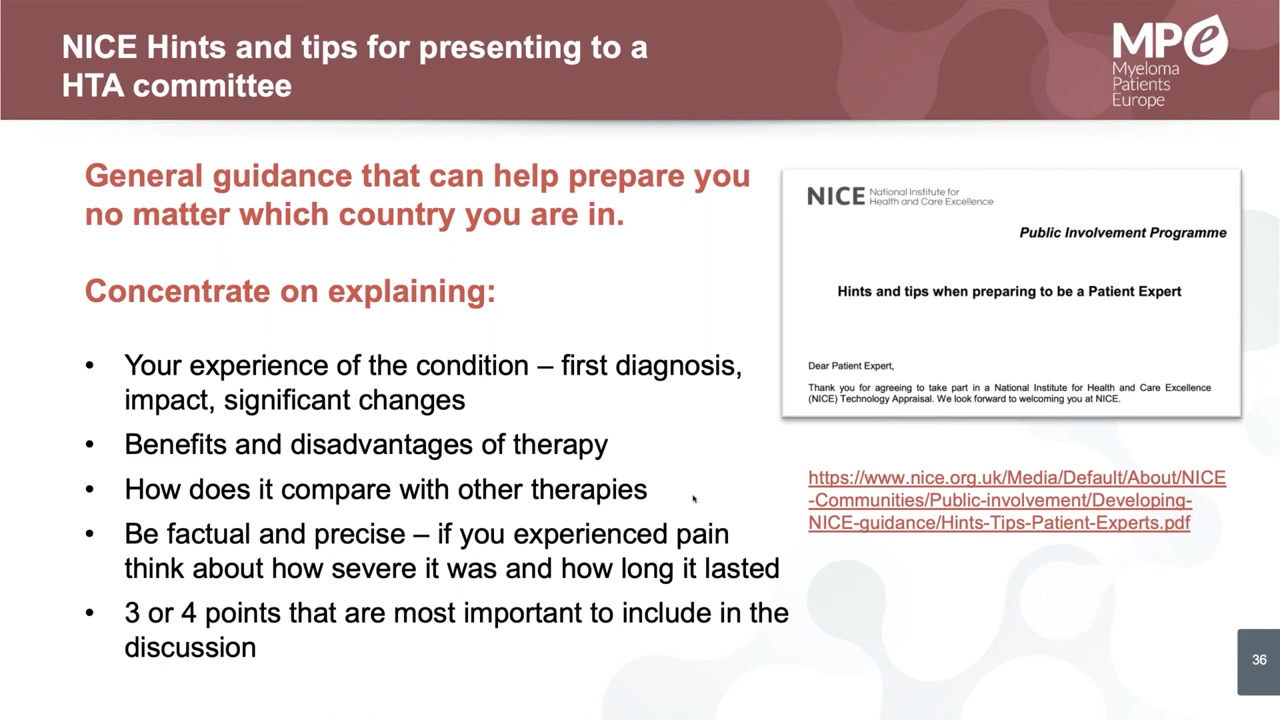 NICE Hints and tips for presenting to a
HTA committee
MPe
Myeloma
Patients
Europe
General guidance that can help prepare you
no matter which country you are in.
Concentrate on explaining:
• Your experience of the condition – first diagnosis,
impact, significant changes
• Benefits and disadvantages of therapy
• How does it compare with other therapies
• Be factual and precise – if you experienced pain
think about how severe it was and how long it lasted
• 3 or 4 points that are most important to include in the
discussion
NICE National Institute for
Health and Care Excellence
Public Involvement Programme
Hints and tips when preparing to be a Patient Expert
Dear Patient Expert,
Thank you for agreeing to take part in a National Institute for Health and Care Excellence
(NICE) Technology Appraisal. We look forward to welcoming you at NICE.
https://www.nice.org.uk/Media/Default/About/NICE
-Communities/Public-involvement/Developing-
NICE-guidance/Hints-Tips-Patient-Experts.pdf
36